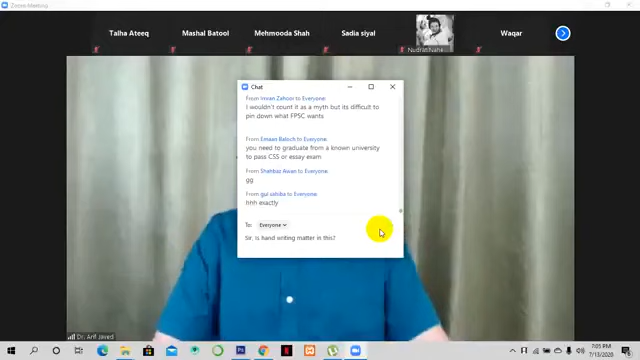 Zoom Meeting
Talha Ateeq
Mashal Batool
Mehmooda Shah
Sadia siyal
Waqar
Chat
From Imran Zahoor to Everyone:
I wouldn't count it as a myth but its difficult to
pin down what FPSC wants
From Emaan Baloch to Everyone:
you need to graduate from a known university
to pass CSS or essay exam
From Shahbaz Awan to Everyone:
gg
From gul sahiba to Everyone:
hhh exactly
To: Everyone
Sir, is hand writing matter in this?
Dr. Arif Javed
7:05 PM
7/13/2020